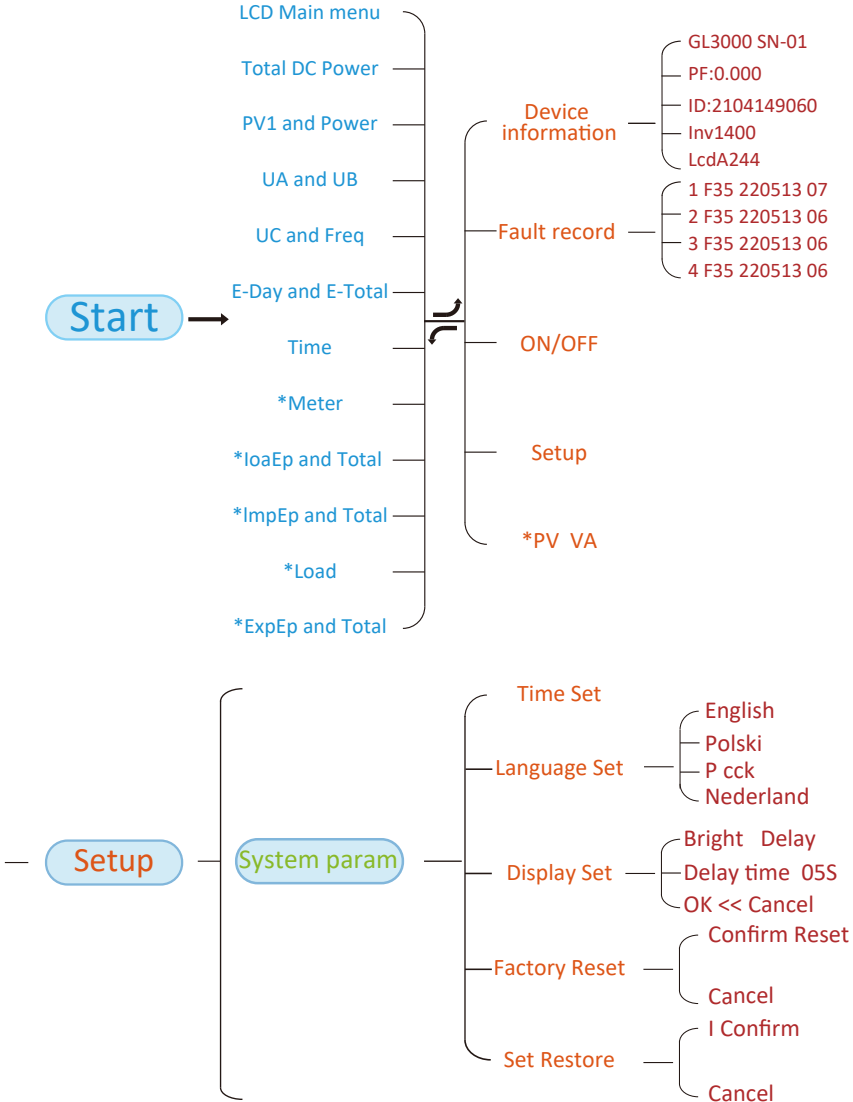 LCD Main menu
Total DC Power
PV1 and Power
UA and UB
UC and Freq
E-Day and E-Total
Start
Time
*Meter
*IoaEp and Total
*ImpEp and Total
*Load
*ExpEp and Total
Device
information
GL3000 SN-01
PF:0.000
ID:2104149060
Inv1400
LcdA244
Fault record
1 F35 220513 07
2 F35 220513 06
3 F35 220513 06
4 F35 220513 06
ON/OFF
Setup
*PV VA
Setup
System param
Time Set
Language Set
English
Polski
P cck
Nederland
Display Set
Bright Delay
Delay time 05S
OK << Cancel
Factory Reset
Confirm Reset
Cancel
Set Restore
I Confirm
Cancel